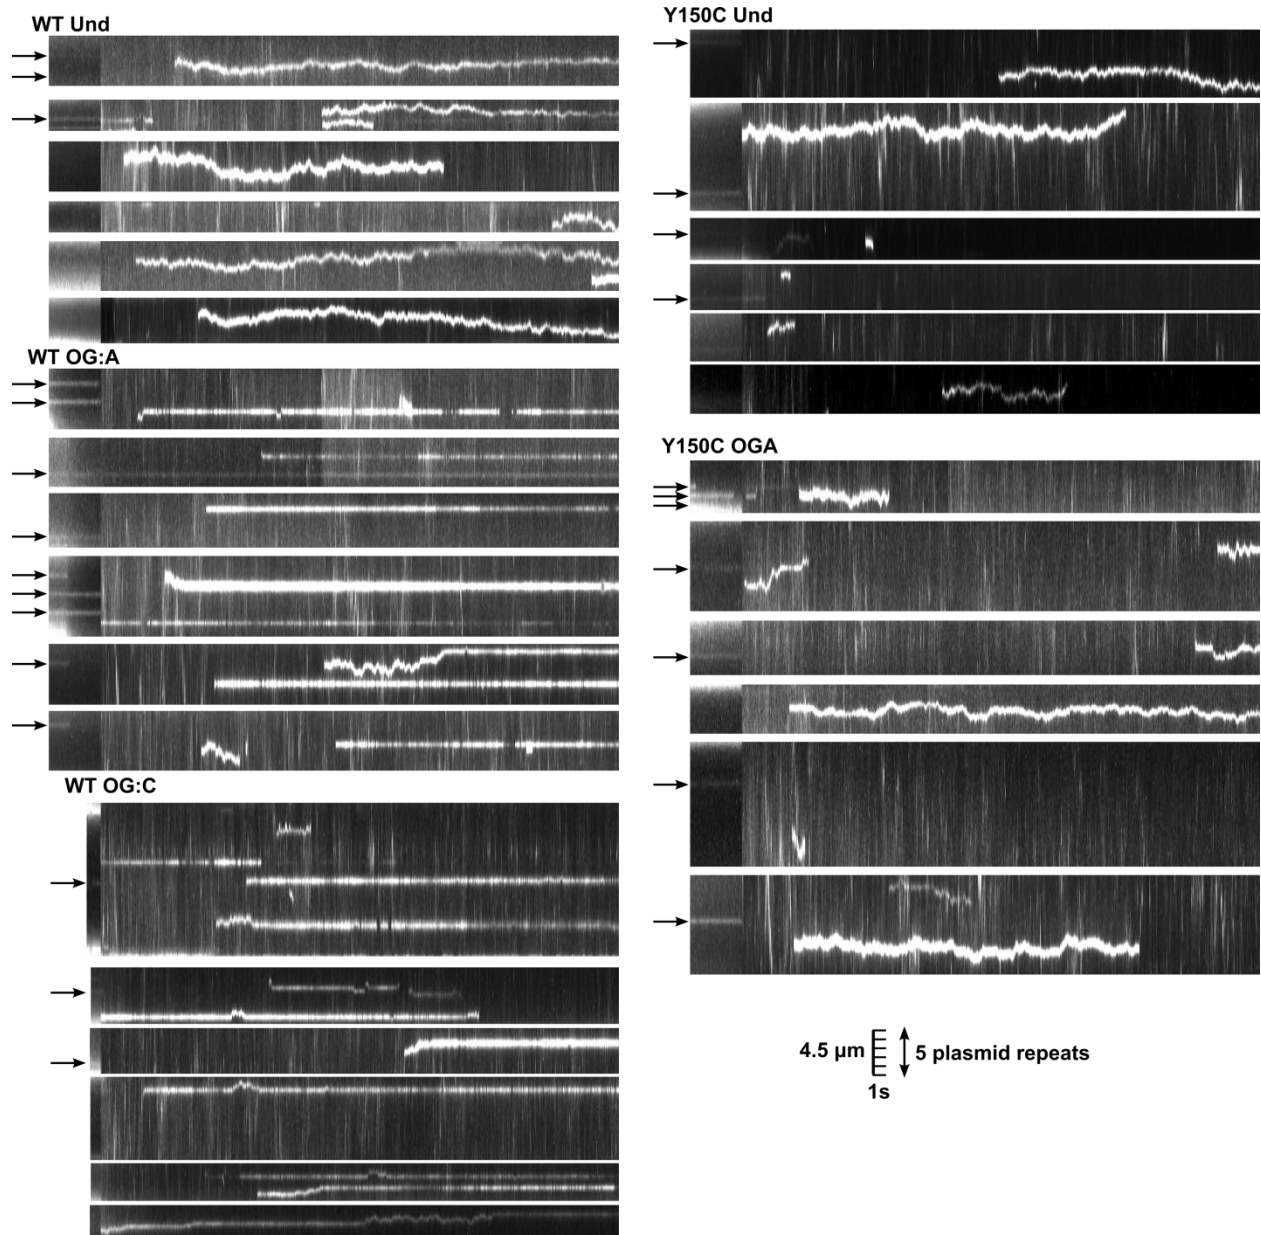 WT Und
WT OG:A
WT OG:C
Y150C Und
Y150C OGA
4.5 µm
5 plasmid repeats
1s